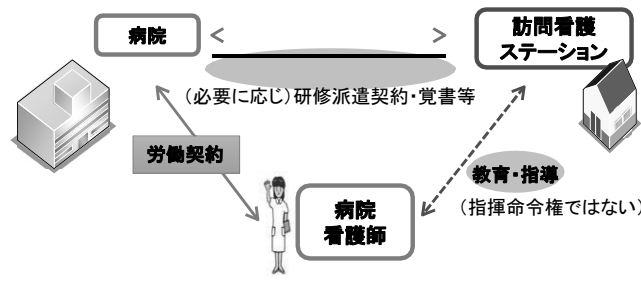 病院
訪問看護
ステーション
（必要に応じ）研修派遣契約・覚書等
労働契約
教育・指導
（指揮命令権ではない）
病院
看護師